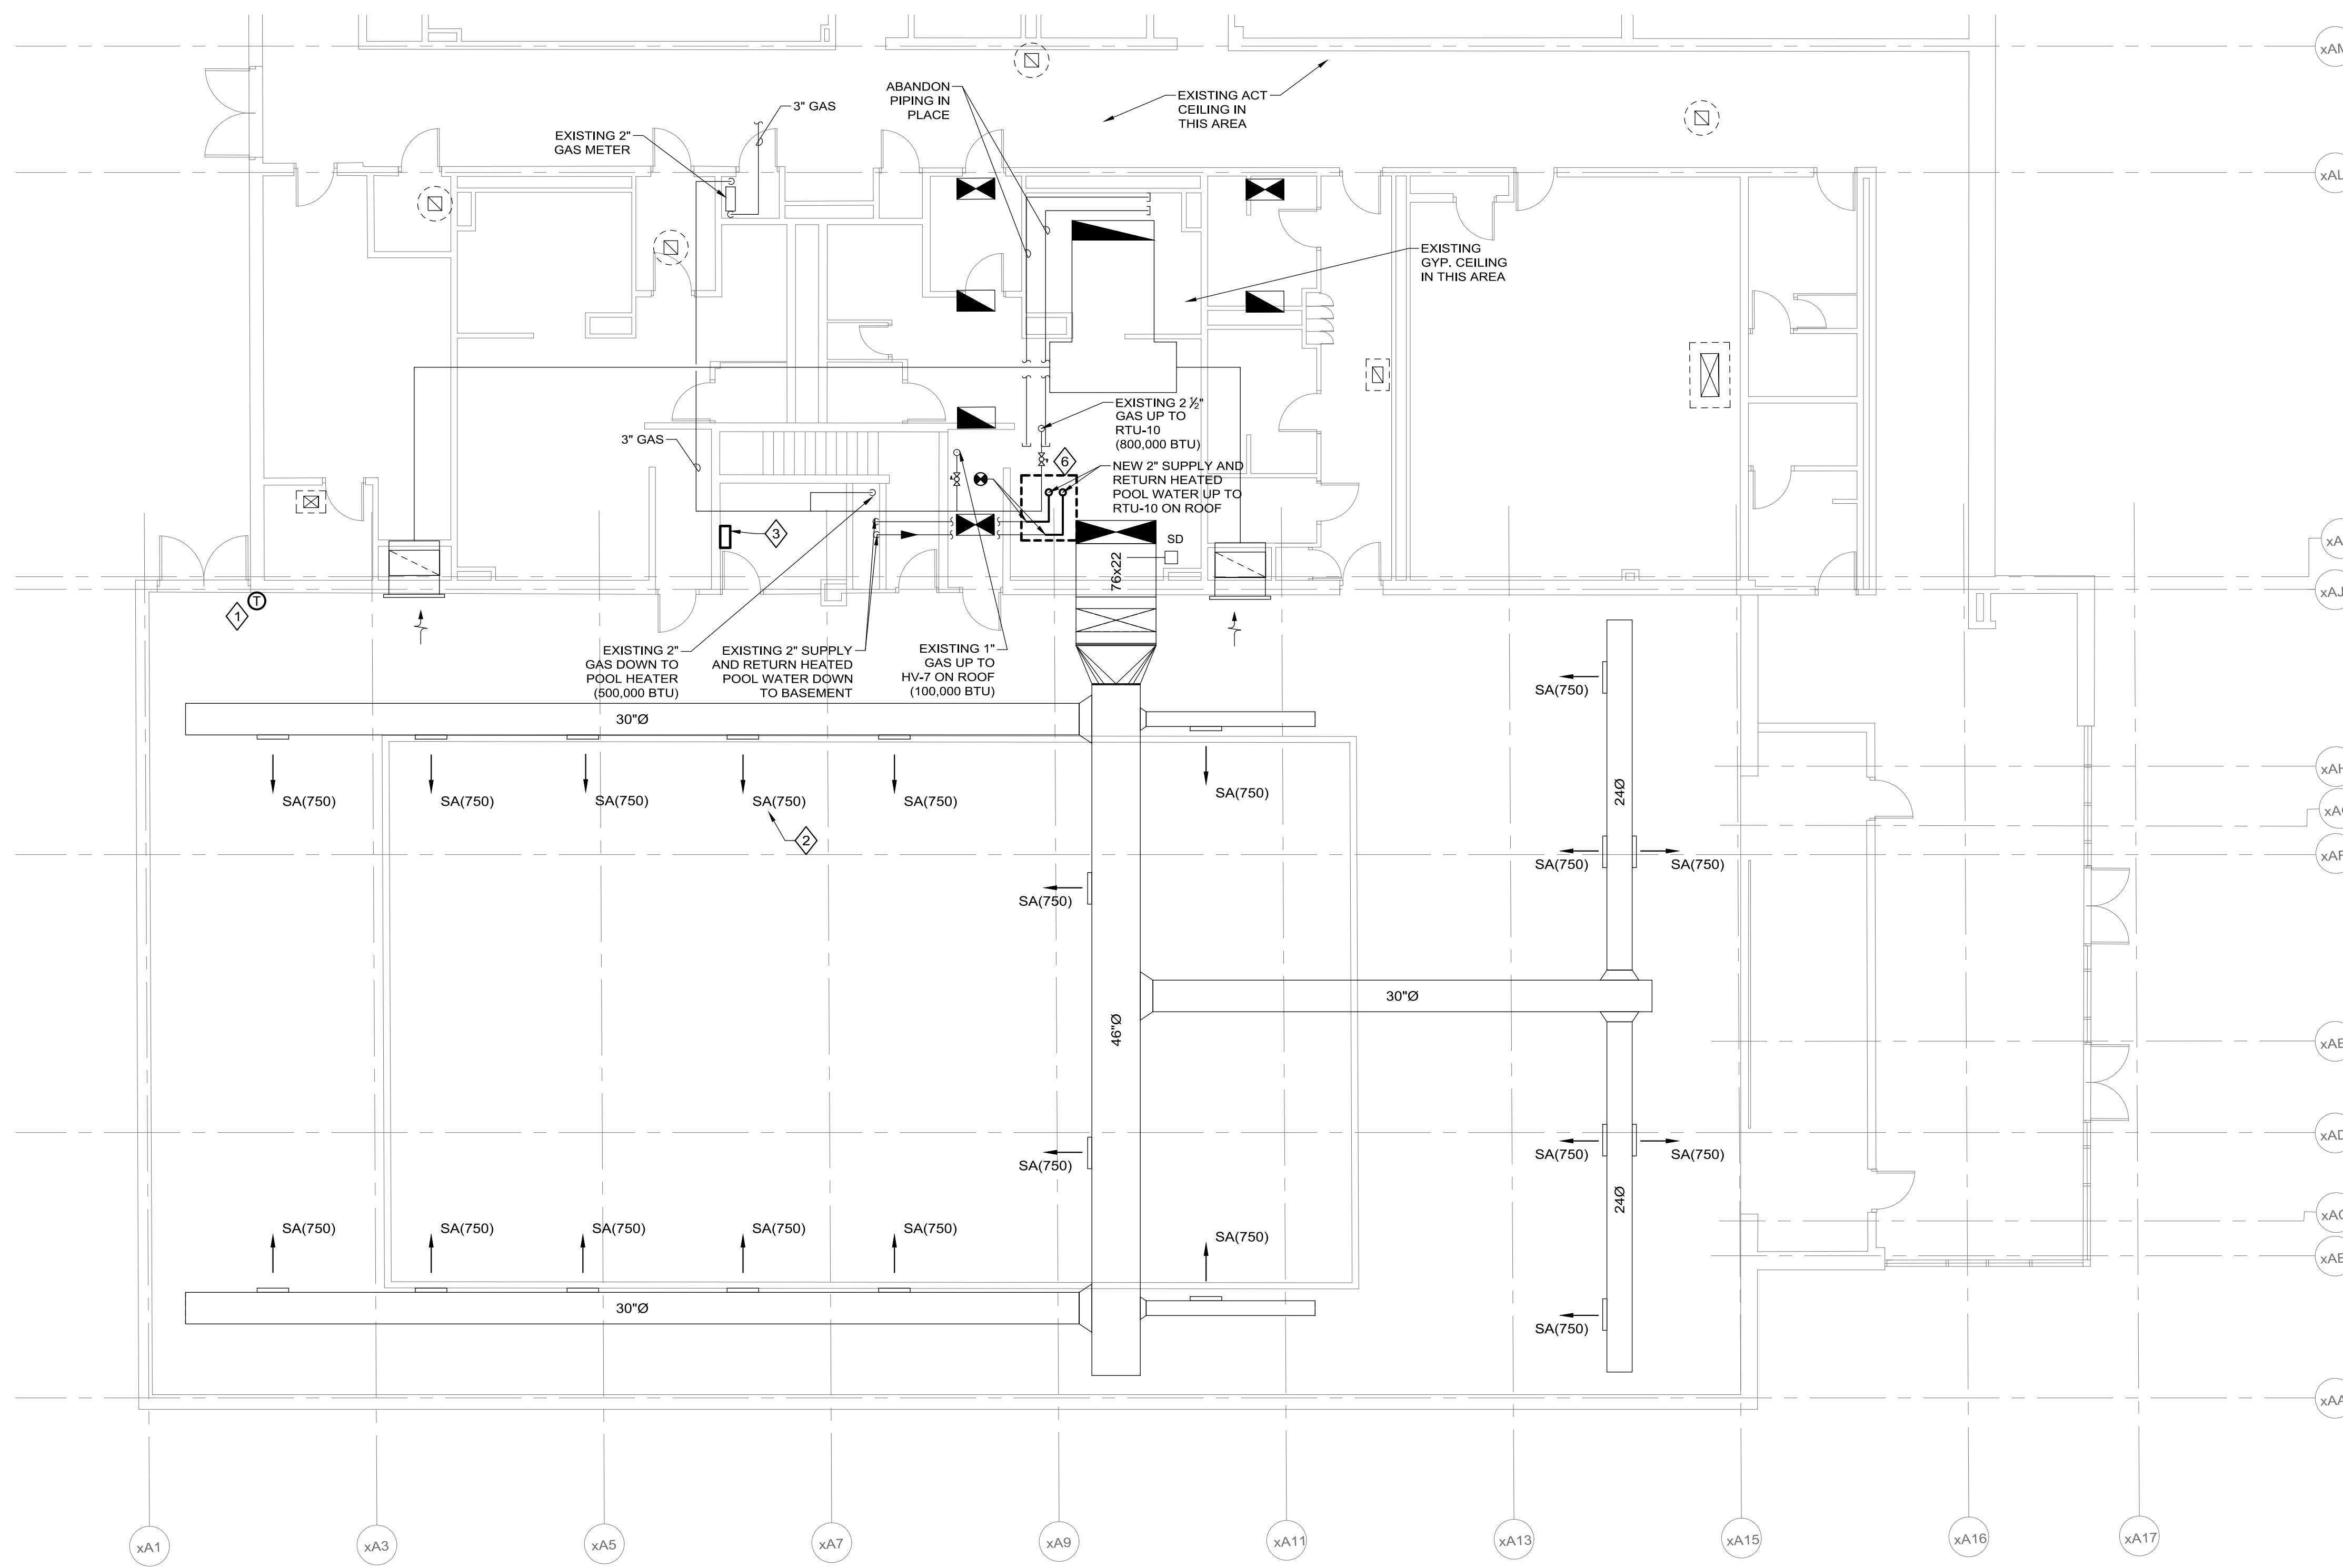 xAM
ABANDON
PIPING IN
PLACE
3" GAS
EXISTING ACT
CEILING IN
THIS AREA
EXISTING 2"
GAS METER
xAL
EXISTING
GYP. CEILING
IN THIS AREA
EXISTING 2 ½"
GAS UP TO
RTU-10
(800,000 BTU)
3" GAS
6
NEW 2" SUPPLY AND
RETURN HEATED
POOL WATER UP TO
RTU-10 ON ROOF
3
SD
76x22
xA
xAJ
T
1
EXISTING 2"
GAS DOWN TO
POOL HEATER
(500,000 BTU)
EXISTING 2" SUPPLY
AND RETURN HEATED
POOL WATER DOWN
TO BASEMENT
EXISTING 1"
GAS UP TO
HV-7 ON ROOF
(100,000 BTU)
SA(750)
30"Ø
xAH
24Ø
SA(750)
SA(750)
SA(750)
SA(750)
SA(750)
SA(750)
2
xAF
SA(750)
SA(750)
SA(750)
30"Ø
46"Ø
SA(750)
SA(750)
SA(750)
xAD
24Ø
SA(750)
SA(750)
SA(750)
SA(750)
SA(750)
SA(750)
30"Ø
SA(750)
xAA
xA1
xA3
xA5
xA7
xA9
xA11
xA13
xA15
xA16
xA17